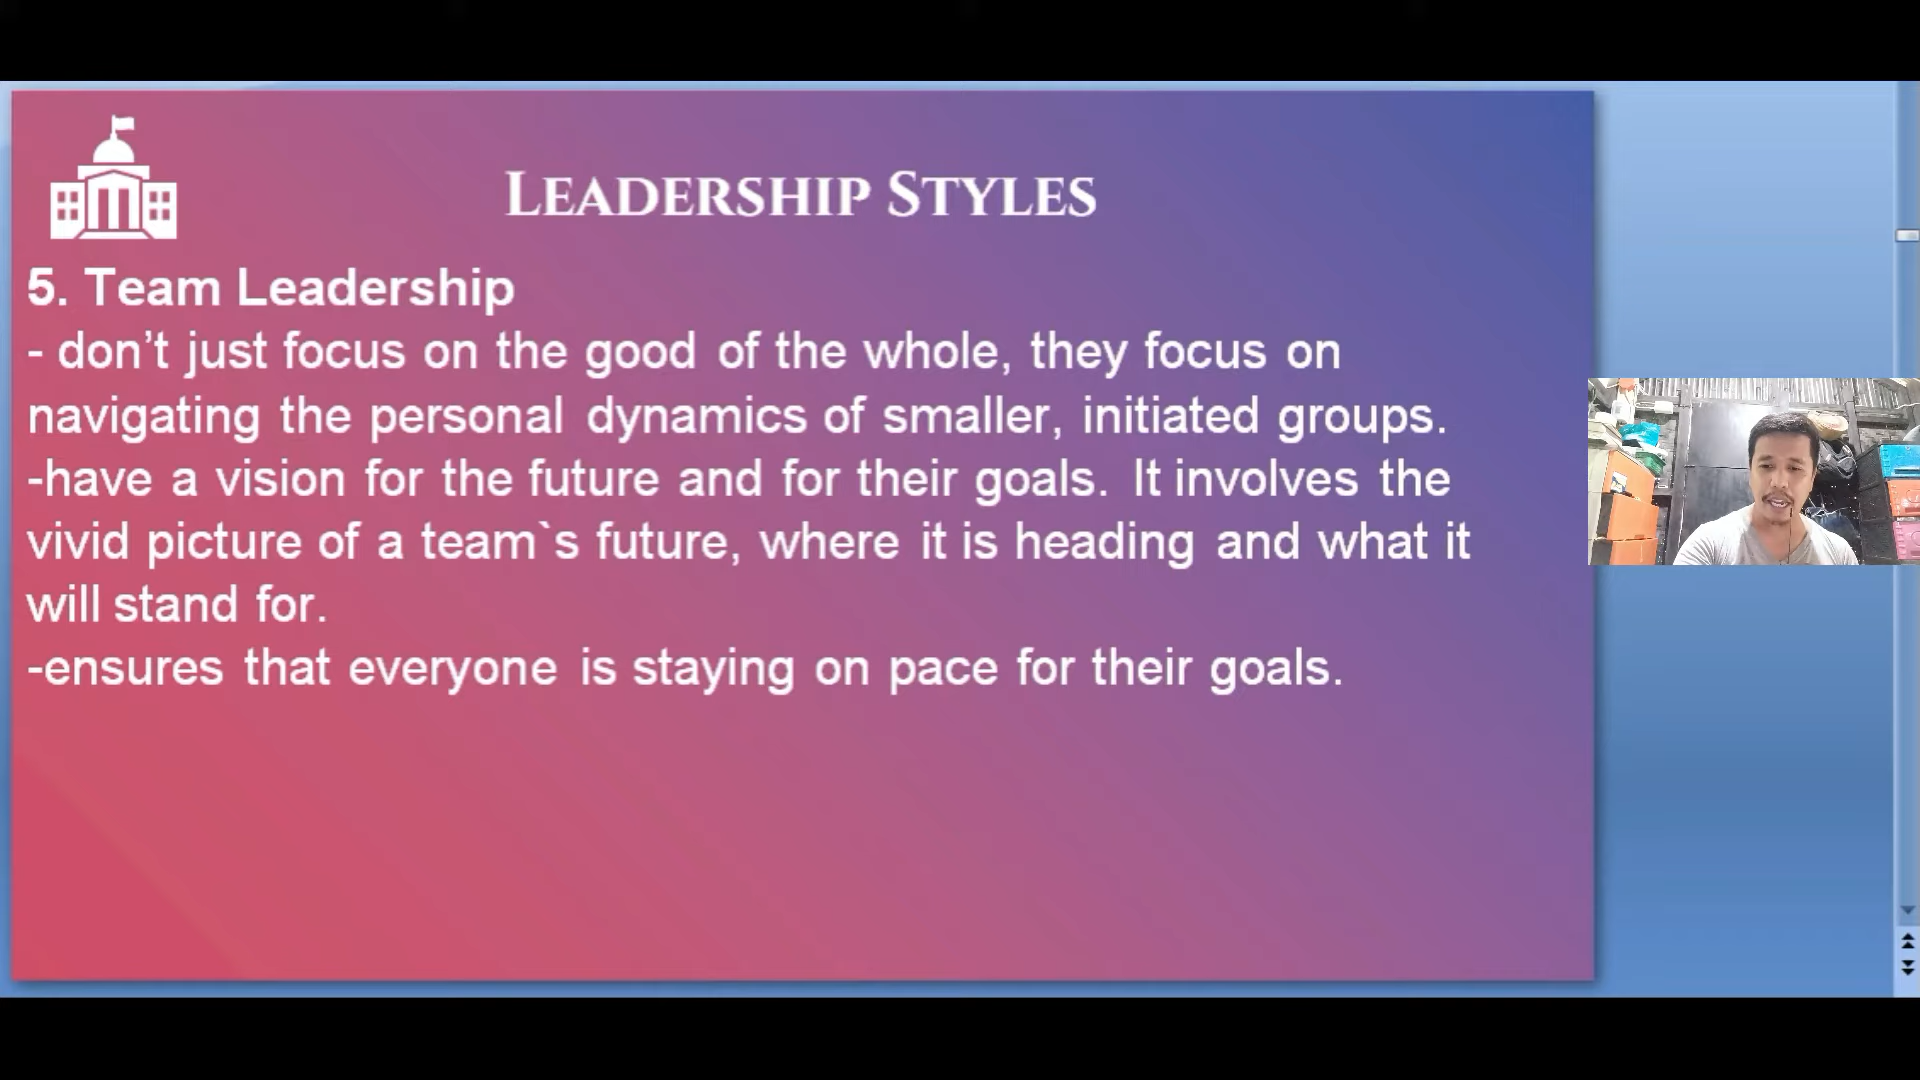 LEADERSHIP STYLES
5. Team Leadership
- don’t just focus on the good of the whole, they focus on
navigating the personal dynamics of smaller, initiated groups.
-have a vision for the future and for their goals. It involves the
vivid picture of a team`s future, where it is heading and what it
will stand for.
-ensures that everyone is staying on pace for their goals.